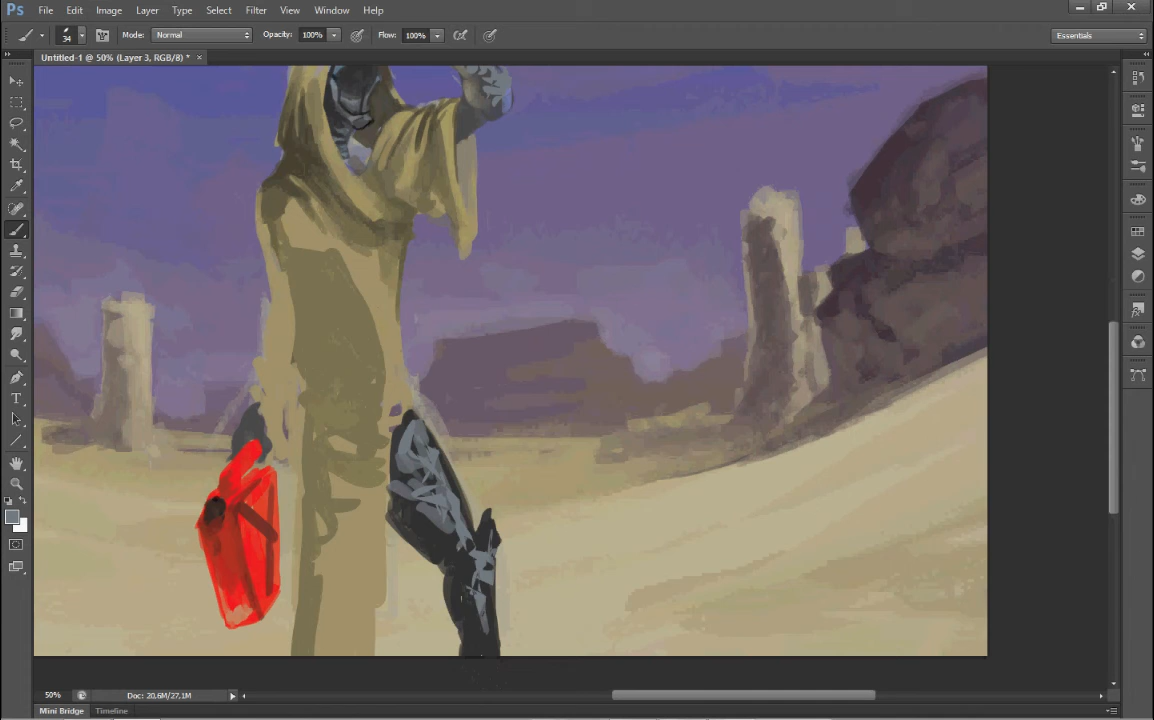 Ps File Edit Image Layer Type Select Filter View Window Help
34 Mode: Normal Opacity: 100% Flow: 100% Essentials
Untitled-1 @ 50% (Layer 3, RGB/8) * ×
50% Doc: 20,6M/27,1M
Mini Bridge Timeline